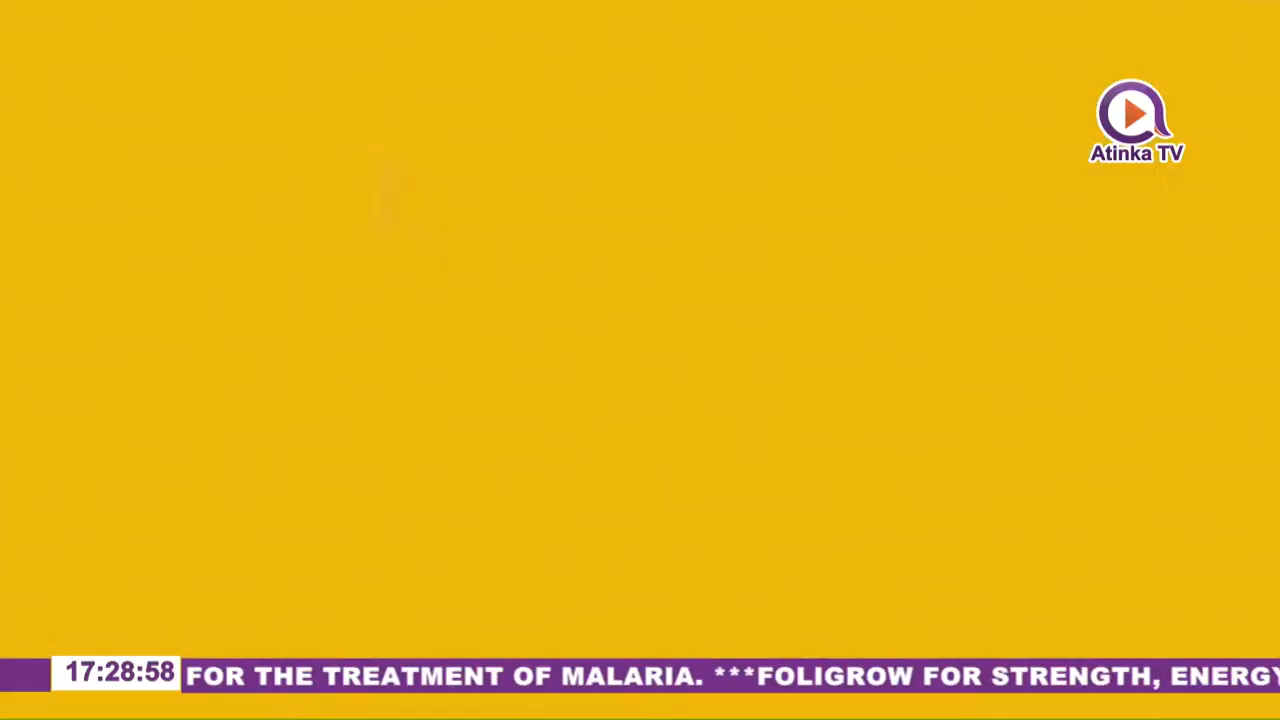 Atinka TV
17:28:58 FOR THE TREATMENT OF MALARIA. ***FOLIGROW FOR STRENGTH, ENERGY